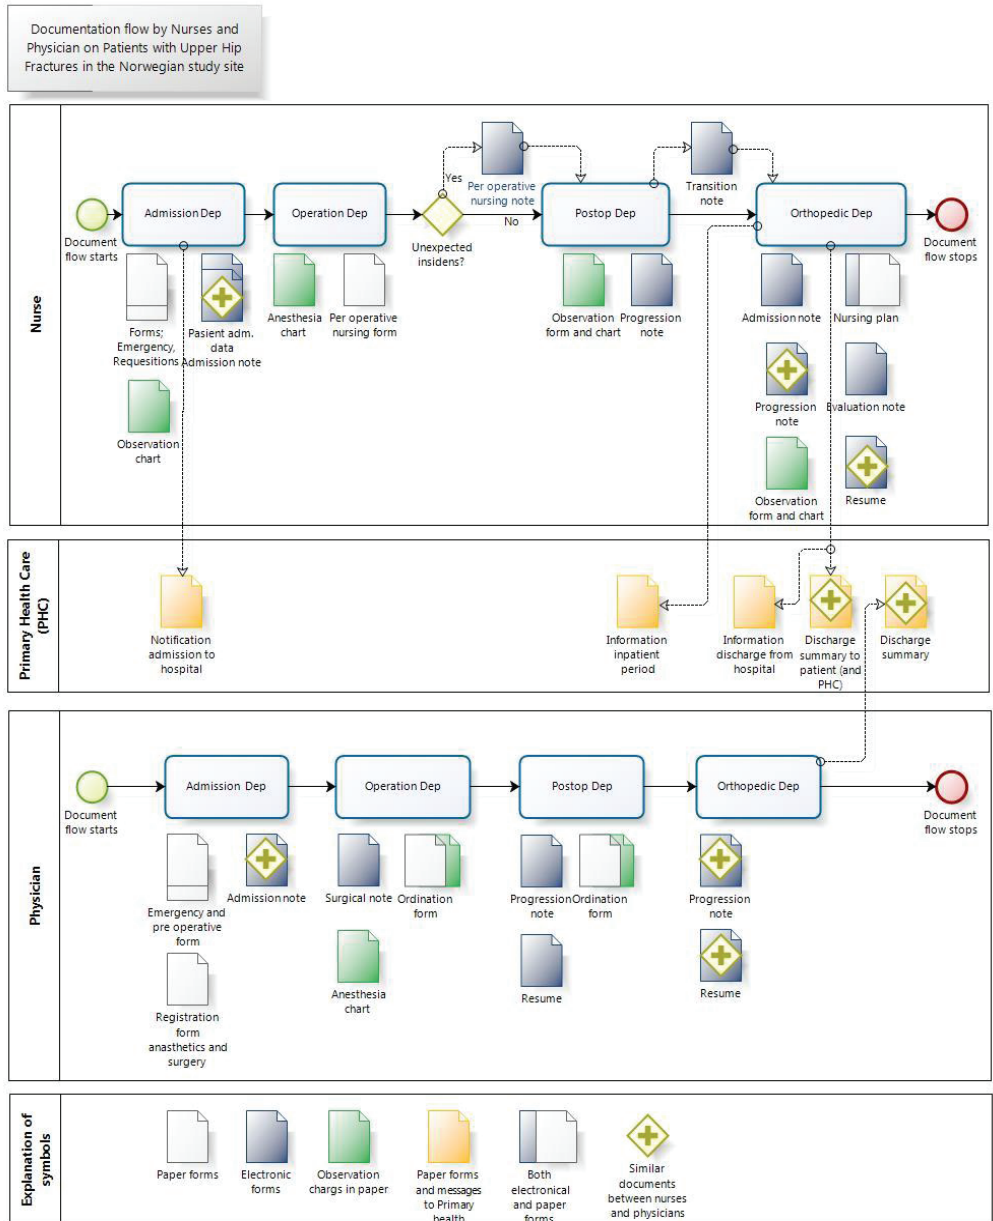 Documentation flow by Nurses and
Physician on Patients with Upper Hip
Fractures in the Norwegian study site
Nurse
Document
flow starts
Admission Dep
Operation Dep
Yes
Unexpected
insidens?
No
Per operative
nursing note
Postop Dep
Transition
note
Orthopedic Dep
Document
flow stops
Forms;
Emergency,
Requesitions
Pasient adm.
data
Admission note
Observation
chart
Anesthesia
chart
Per operative
nursing form
Observation
form and chart
Progression
note
Admission note
Nursing plan
Progression
note
Evaluation note
Observation
form and chart
Resume
Primary Health Care
(PHC)
Notification
admission to
hospital
Information
inpatient
period
Information
discharge from
hospital
Discharge
summary to
patient (and
PHC)
Discharge
summary
Physician
Document
flow starts
Admission Dep
Operation Dep
Postop Dep
Orthopedic Dep
Document
flow stops
Emergency and
pre operative
form
Admission note
Registration
form
anasthetics and
surgery
Surgical note
Ordination
form
Anesthesia
chart
Progression
note
Ordination
form
Resume
Progression
note
Resume
Explanation of
symbols
Paper forms
Electronic
forms
Observation
chargs in paper
Paper forms
and messages
to Primary
health
Both
electronical
and paper
forms
Similar
documents
between nurses
and physicians